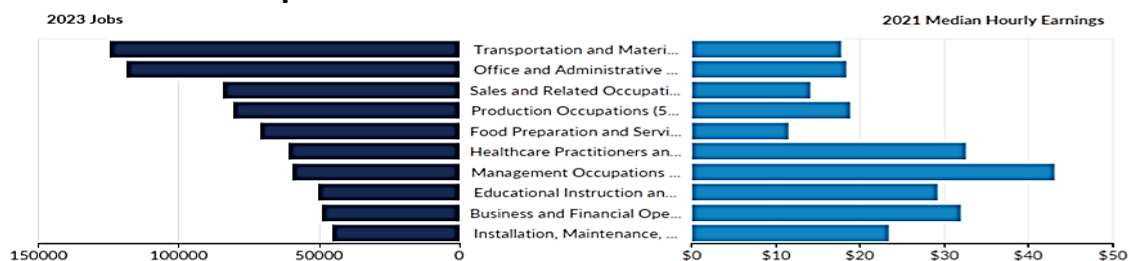 2023 Jobs
2021 Median Hourly Earnings
Transportation and Materi...
Office and Administrative ...
Sales and Related Occupati...
Production Occupations (5...
Food Preparation and Servi...
Healthcare Practitioners an...
Management Occupations ...
Educational Instruction an...
Business and Financial Ope...
Installation, Maintenance, ...
150000 100000 500000 0 $0 $10 $20 $30 $40 $50